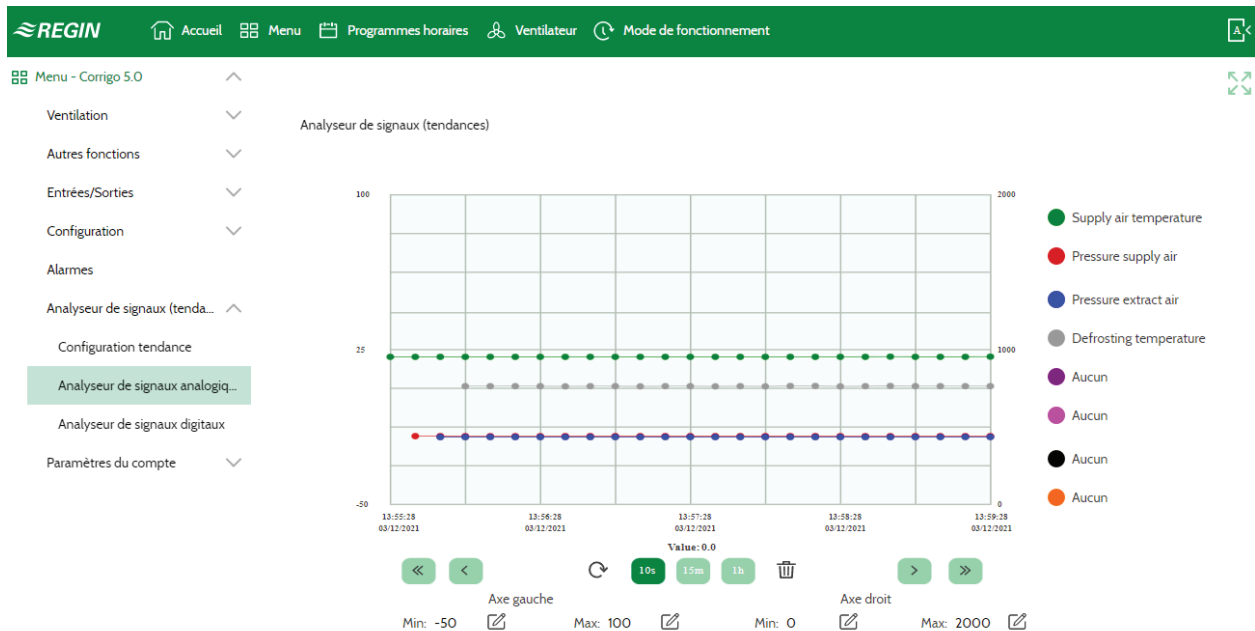 REGIN Accueil Menu Programmes horaires Ventilateur Mode de fonctionnement A
Menu - Corrigo 5.0
Ventilation
Autres fonctions
Entrées/Sorties
Configuration
Alarmes
Analyseur de signaux (tenda...
Configuration tendance
Analyseur de signaux analogiq...
Analyseur de signaux digitaux
Paramètres du compte
Analyseur de signaux (tendances)
100 2000
25 1000
-50 0
13:55:28 13:56:28 13:57:28 13:58:28 13:59:28
03/12/2021 03/12/2021 03/12/2021 03/12/2021 03/12/2021
Value: 0.0
Supply air temperature
Pressure supply air
Pressure extract air
Defrosting temperature
Aucun
Aucun
Aucun
Aucun
10s 15m 1h
Axe gauche Axe droit
Min: -50 Max: 100 Min: 0 Max: 2000